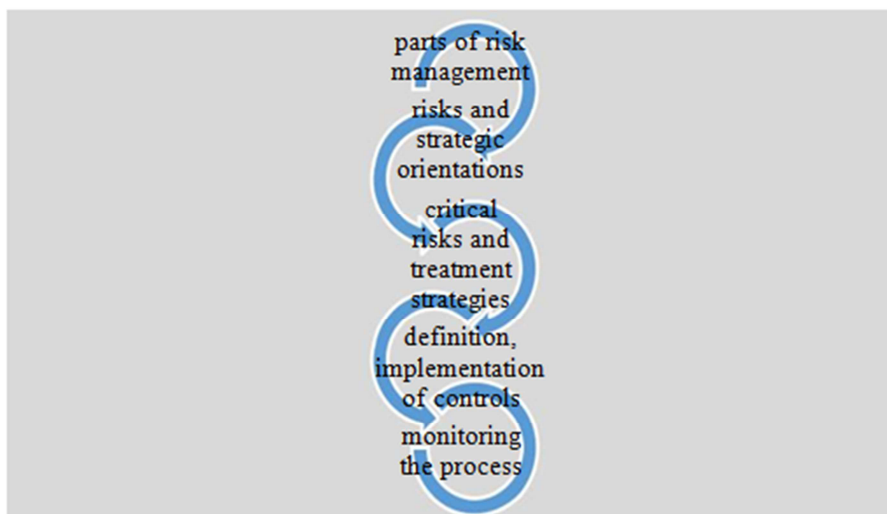 parts of risk
management
risks and
strategic
orientations
critical
risks and
treatment
strategies
definition,
implementation
of controls
monitoring
the process